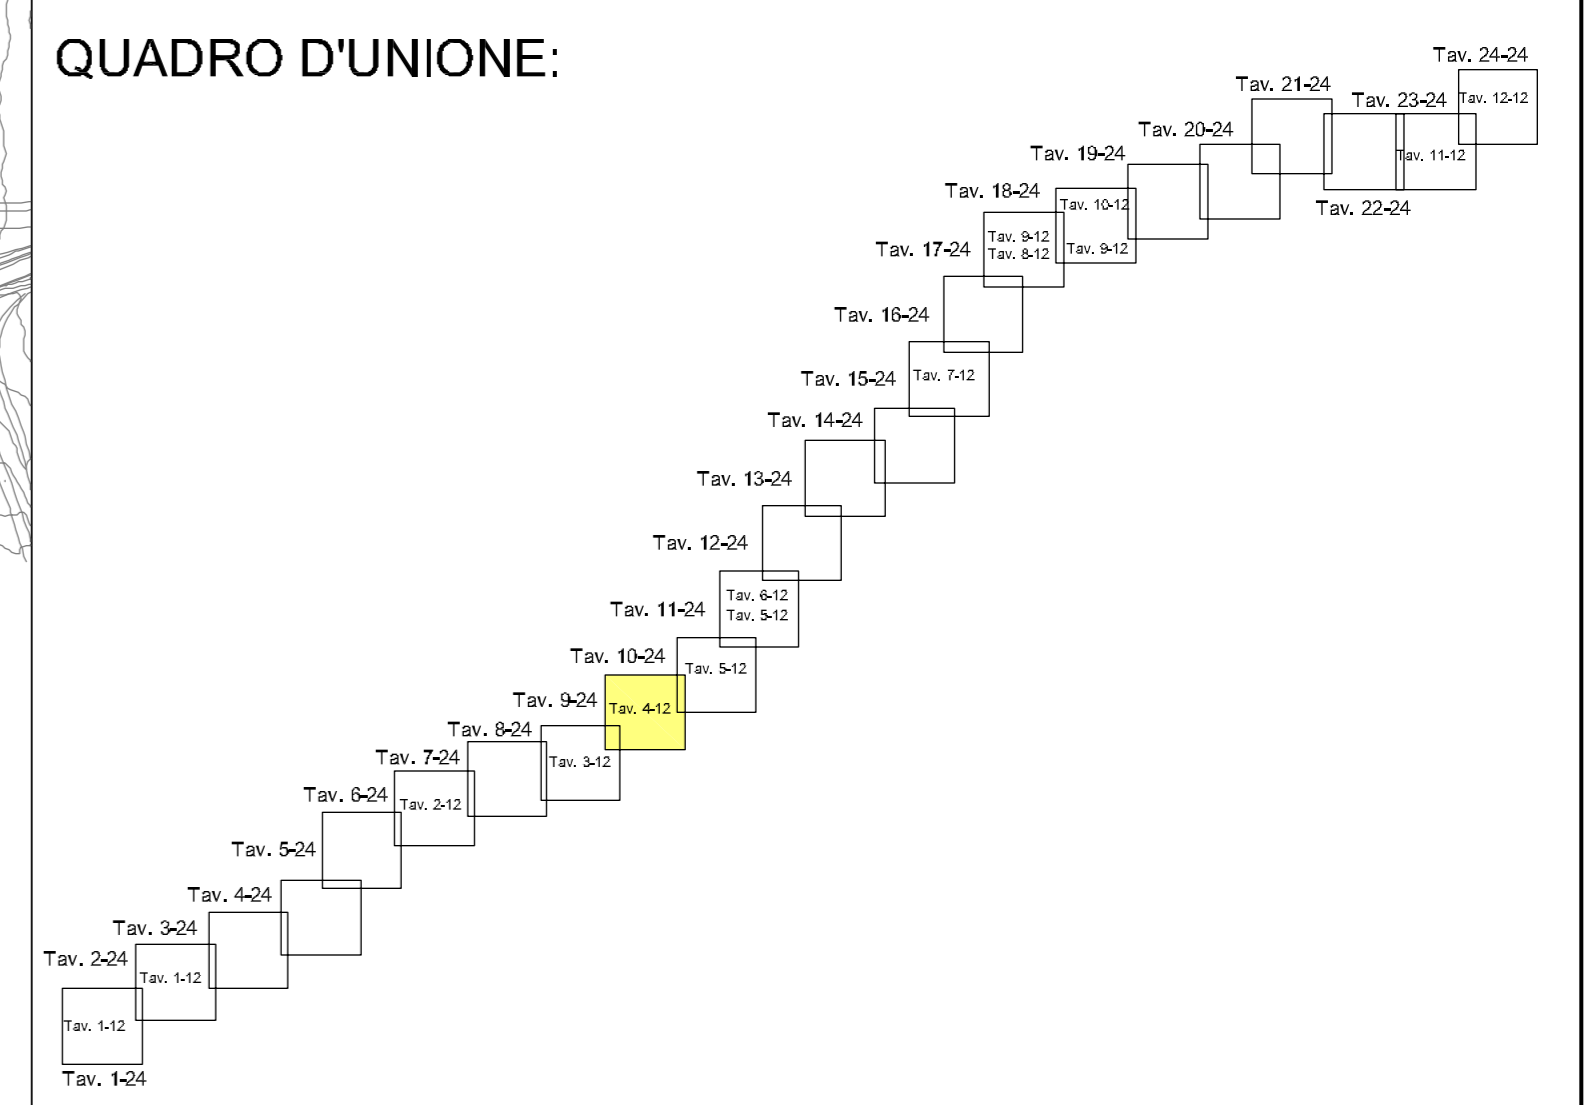 QUADRO D'UNIONE:
Tav. 24-24
Tav. 12-12
Tav. 21-24
Tav. 23-24
Tav. 11-12
Tav. 22-24
Tav. 20-24
Tav. 19-24
Tav. 10-12
Tav. 9-12
Tav. 18-24
Tav. 9-12
Tav. 8-12
Tav. 17-24
Tav. 16-24
Tav. 15-24
Tav. 7-12
Tav. 14-24
Tav. 13-24
Tav. 12-24
Tav. 6-12
Tav. 5-12
Tav. 11-24
Tav. 5-12
Tav. 10-24
Tav. 4-12
Tav. 9-24
Tav. 3-12
Tav. 8-24
Tav. 7-24
Tav. 2-12
Tav. 6-24
Tav. 5-24
Tav. 4-24
Tav. 3-24
Tav. 1-12
Tav. 2-24
Tav. 1-12
Tav. 1-24